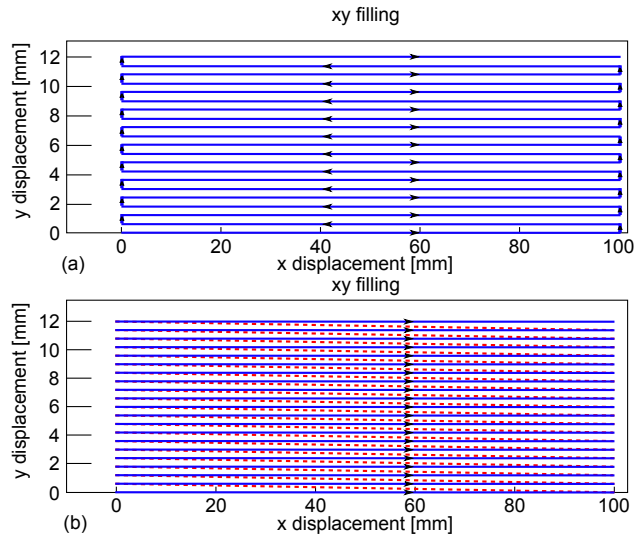 xy filling
y displacement [mm]
12
10
8
6
4
2
0
0 20 40 60 80 100
(a) x displacement [mm]
xy filling
y displacement [mm]
12
10
8
6
4
2
0
0 20 40 60 80 100
(b) x displacement [mm]